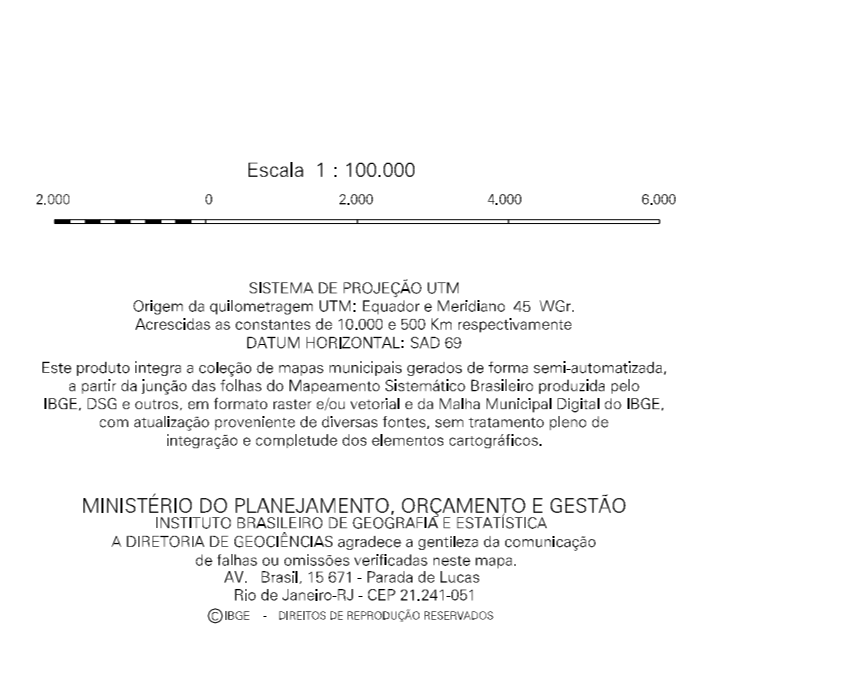 Escala 1 : 100.000
2.000 0 2.000 4.000 6.000
SISTEMA DE PROJEÇÃO UTM
Origem da quilometragem UTM: Equador e Meridiano 45 WGr.
Acrescidas as constantes de 10.000 e 500 Km respectivamente
DATUM HORIZONTAL: SAD 69
Este produto integra a coleção de mapas municipais gerados de forma semi-automatizada,
a partir da junção das folhas do Mapeamento Sistemático Brasileiro produzida pelo
IBGE, DSG e outros, em formato raster e/ou vetorial e da Malha Municipal Digital do IBGE,
com atualização proveniente de diversas fontes, sem tratamento pleno de
integração e completude dos elementos cartográficos.
MINISTÉRIO DO PLANEJAMENTO, ORÇAMENTO E GESTÃO
INSTITUTO BRASILEIRO DE GEOGRAFIA E ESTATÍSTICA
A DIRETORIA DE GEOCIÊNCIAS agradece a gentileza da comunicação
de falhas ou omissões verificadas neste mapa.
AV. Brasil, 15 671 - Parada de Lucas
Rio de Janeiro-RJ - CEP 21.241-051
© IBGE - DIREITOS DE REPRODUÇÃO RESERVADOS